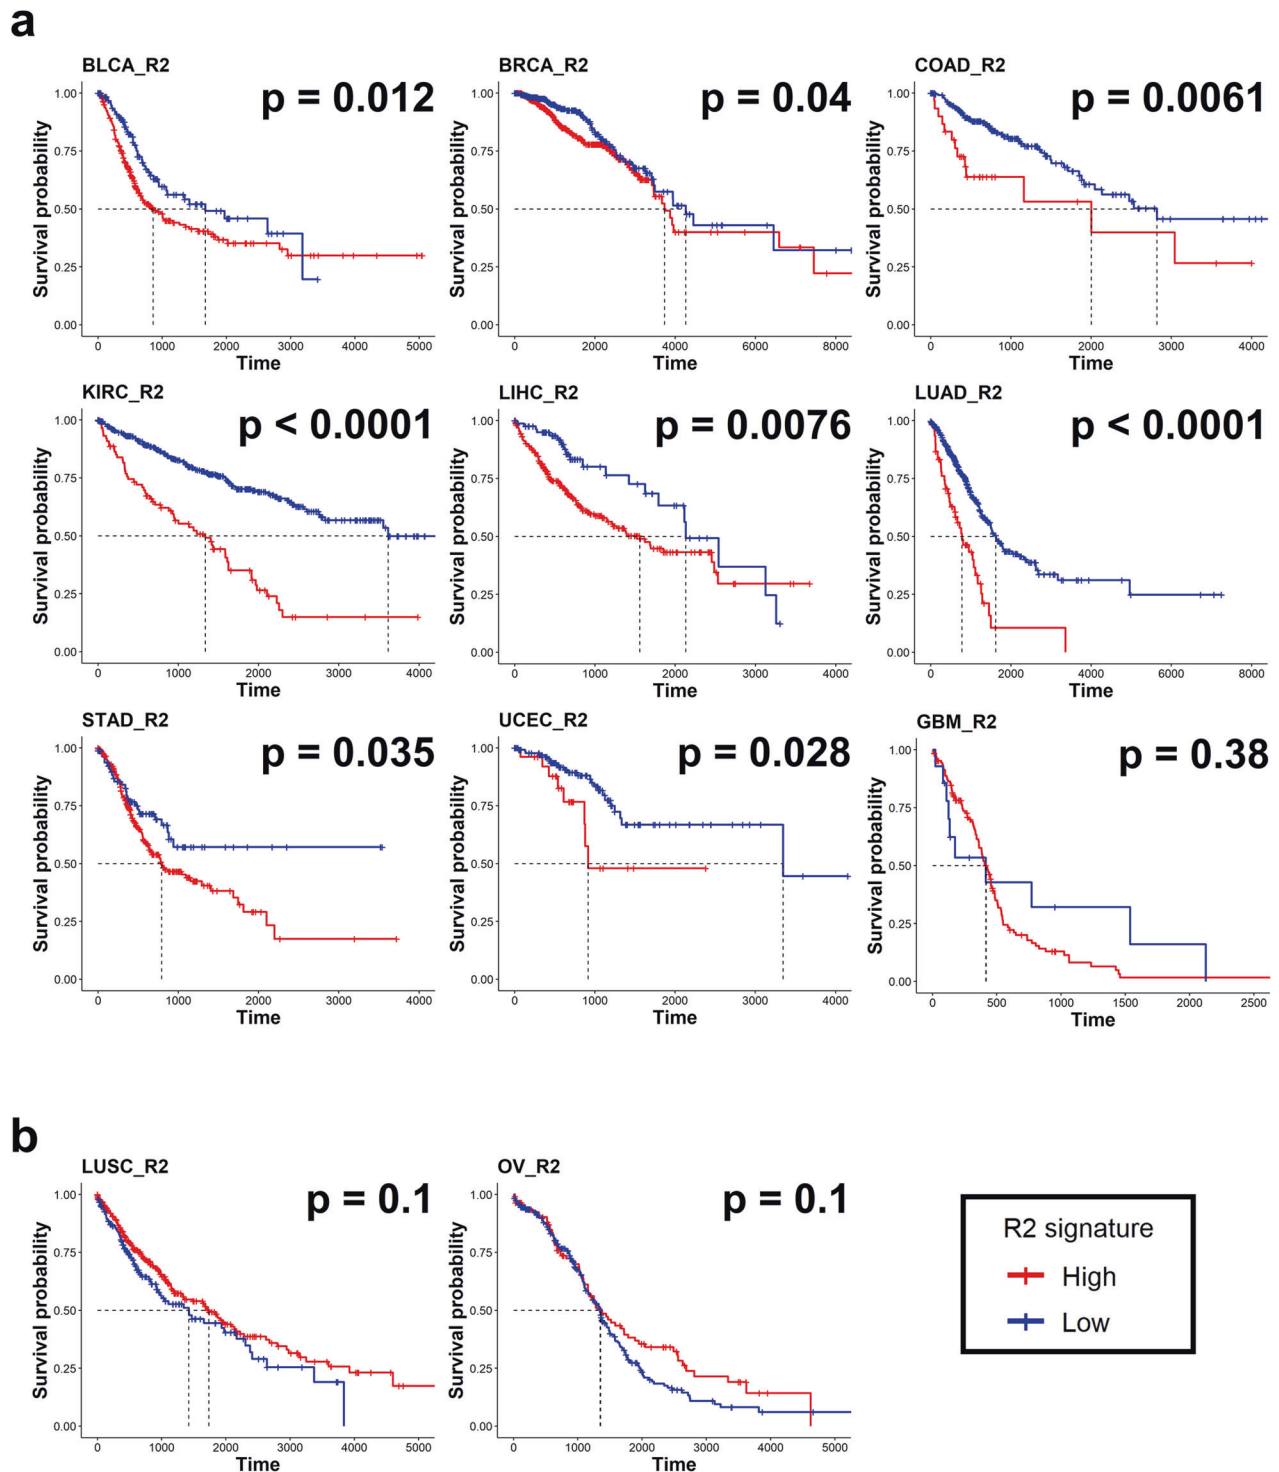 a
BLCA_R2
p = 0.012
Survival probability
1.00
0.75
0.50
0.25
0.00
0 1000 2000 3000 4000 5000
Time
BRCA_R2
p = 0.04
Survival probability
1.00
0.75
0.50
0.25
0.00
0 2000 4000 6000 8000
Time
COAD_R2
p = 0.0061
Survival probability
1.00
0.75
0.50
0.25
0.00
0 1000 2000 3000 4000
Time
KIRC_R2
p < 0.0001
Survival probability
1.00
0.75
0.50
0.25
0.00
0 1000 2000 3000 4000
Time
LIHC_R2
p = 0.0076
Survival probability
1.00
0.75
0.50
0.25
0.00
0 1000 2000 3000 4000
Time
LUAD_R2
p < 0.0001
Survival probability
1.00
0.75
0.50
0.25
0.00
0 2000 4000 6000 8000
Time
STAD_R2
p = 0.035
Survival probability
1.00
0.75
0.50
0.25
0.00
0 1000 2000 3000 4000
Time
UCEC_R2
p = 0.028
Survival probability
1.00
0.75
0.50
0.25
0.00
0 1000 2000 3000 4000
Time
GBM_R2
p = 0.38
Survival probability
1.00
0.75
0.50
0.25
0.00
0 500 1000 1500 2000 2500
Time
b
LUSC_R2
p = 0.1
Survival probability
1.00
0.75
0.50
0.25
0.00
0 1000 2000 3000 4000 5000
Time
OV_R2
p = 0.1
Survival probability
1.00
0.75
0.50
0.25
0.00
0 1000 2000 3000 4000 5000
Time
R2 signature
High
Low